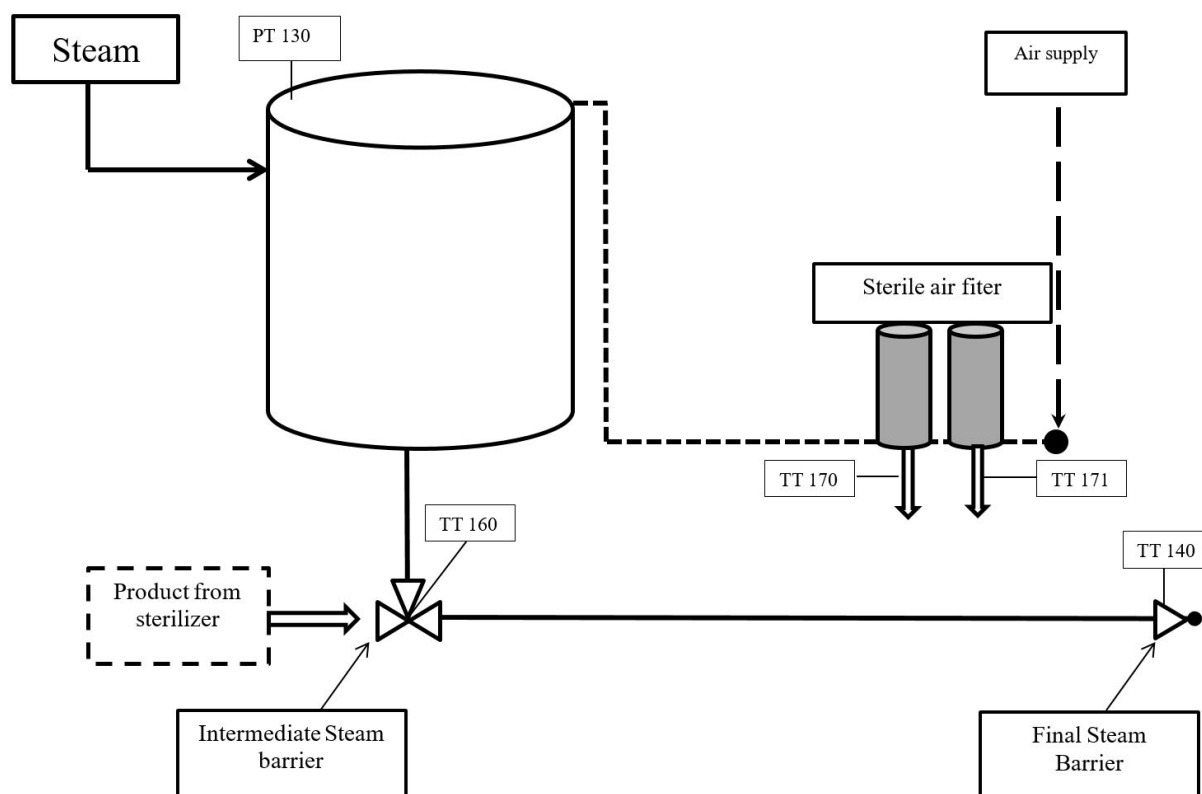 Steam
PT 130
Air supply
Sterile air fiter
TT 170
TT 171
TT 160
TT 140
Product from
sterilizer
Intermediate Steam
barrier
Final Steam
Barrier